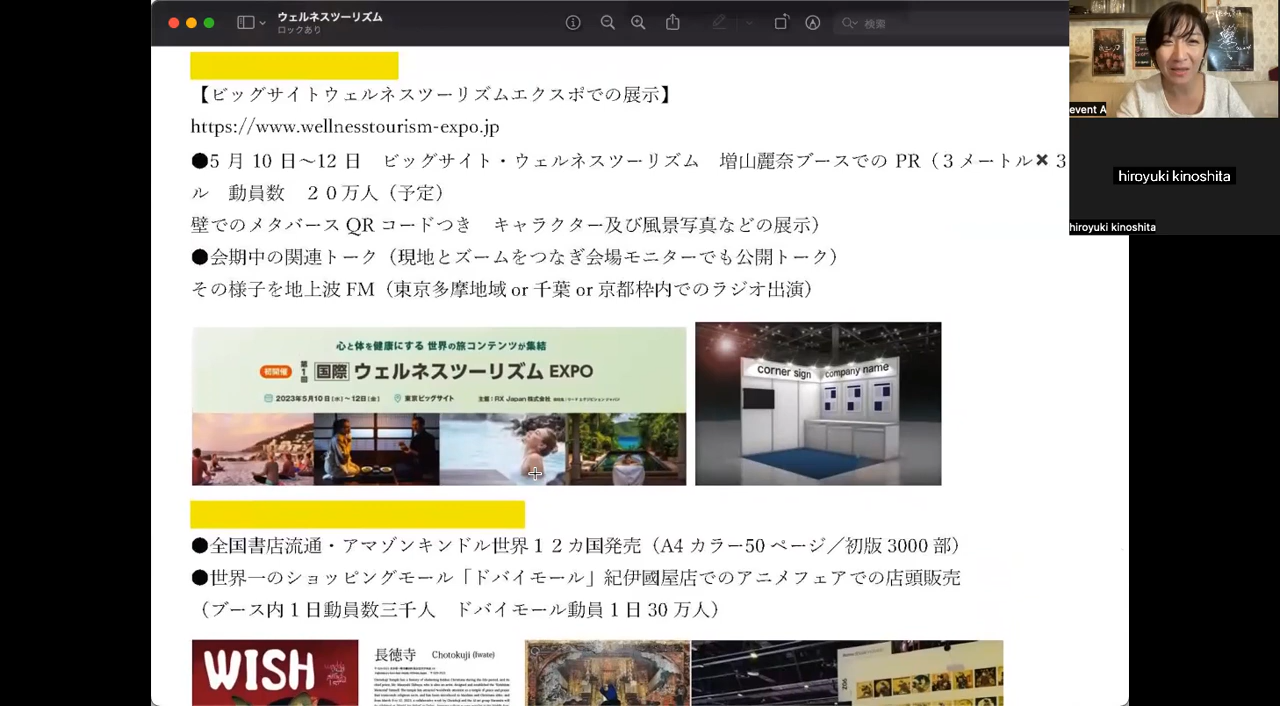 ウェルネスツーリズム
ロックあり
検索
event A
hiroyuki kinoshita
hiroyuki kinoshita
【ビッグサイトウェルネスツーリズムエクスポでの展示】
https://www.wellnesstourism-expo.jp
●5月10日〜12日　ビッグサイト・ウェルネスツーリズム　増山麗奈ブースでのPR（３メートル✖３
ル　動員数　２０万人（予定）
壁でのメタバースQRコードつき　キャラクター及び風景写真などの展示）
●会期中の関連トーク（現地とズームをつなぎ会場モニターでも公開トーク）
その様子を地上波FM（東京多摩地域 or 千葉 or 京都枠内でのラジオ出演）
心と体を健康にする 世界の旅コンテンツが集結
初開催 第1回 国際 ウェルネスツーリズム EXPO
2023年5月10日(水)〜12日(金) 東京ビッグサイト 主催：RX Japan 株式会社
corner sign company name
●全国書店流通・アマゾンキンドル世界１２カ国発売（A4カラー50ページ／初版3000部）
●世界一のショッピングモール「ドバイモール」紀伊國屋店でのアニメフェアでの店頭販売
（ブース内１日動員数三千人　ドバイモール動員１日30万人）
WISH
長徳寺 Chotokuji (Iwate)